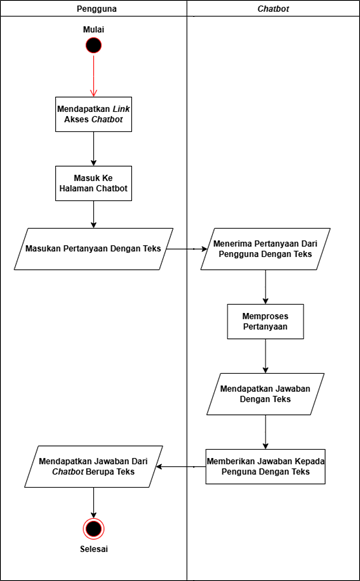 Pengguna
Chatbot
Mulai
Mendapatkan Link
Akses Chatbot
Masuk Ke
Halaman Chatbot
Masukan Pertanyaan Dengan Teks
Menerima Pertanyaan Dari
Pengguna Dengan Teks
Memproses
Pertanyaan
Mendapatkan Jawaban
Dengan Teks
Memberikan Jawaban Kepada
Penguna Dengan Teks
Mendapatkan Jawaban Dari
Chatbot Berupa Teks
Selesai